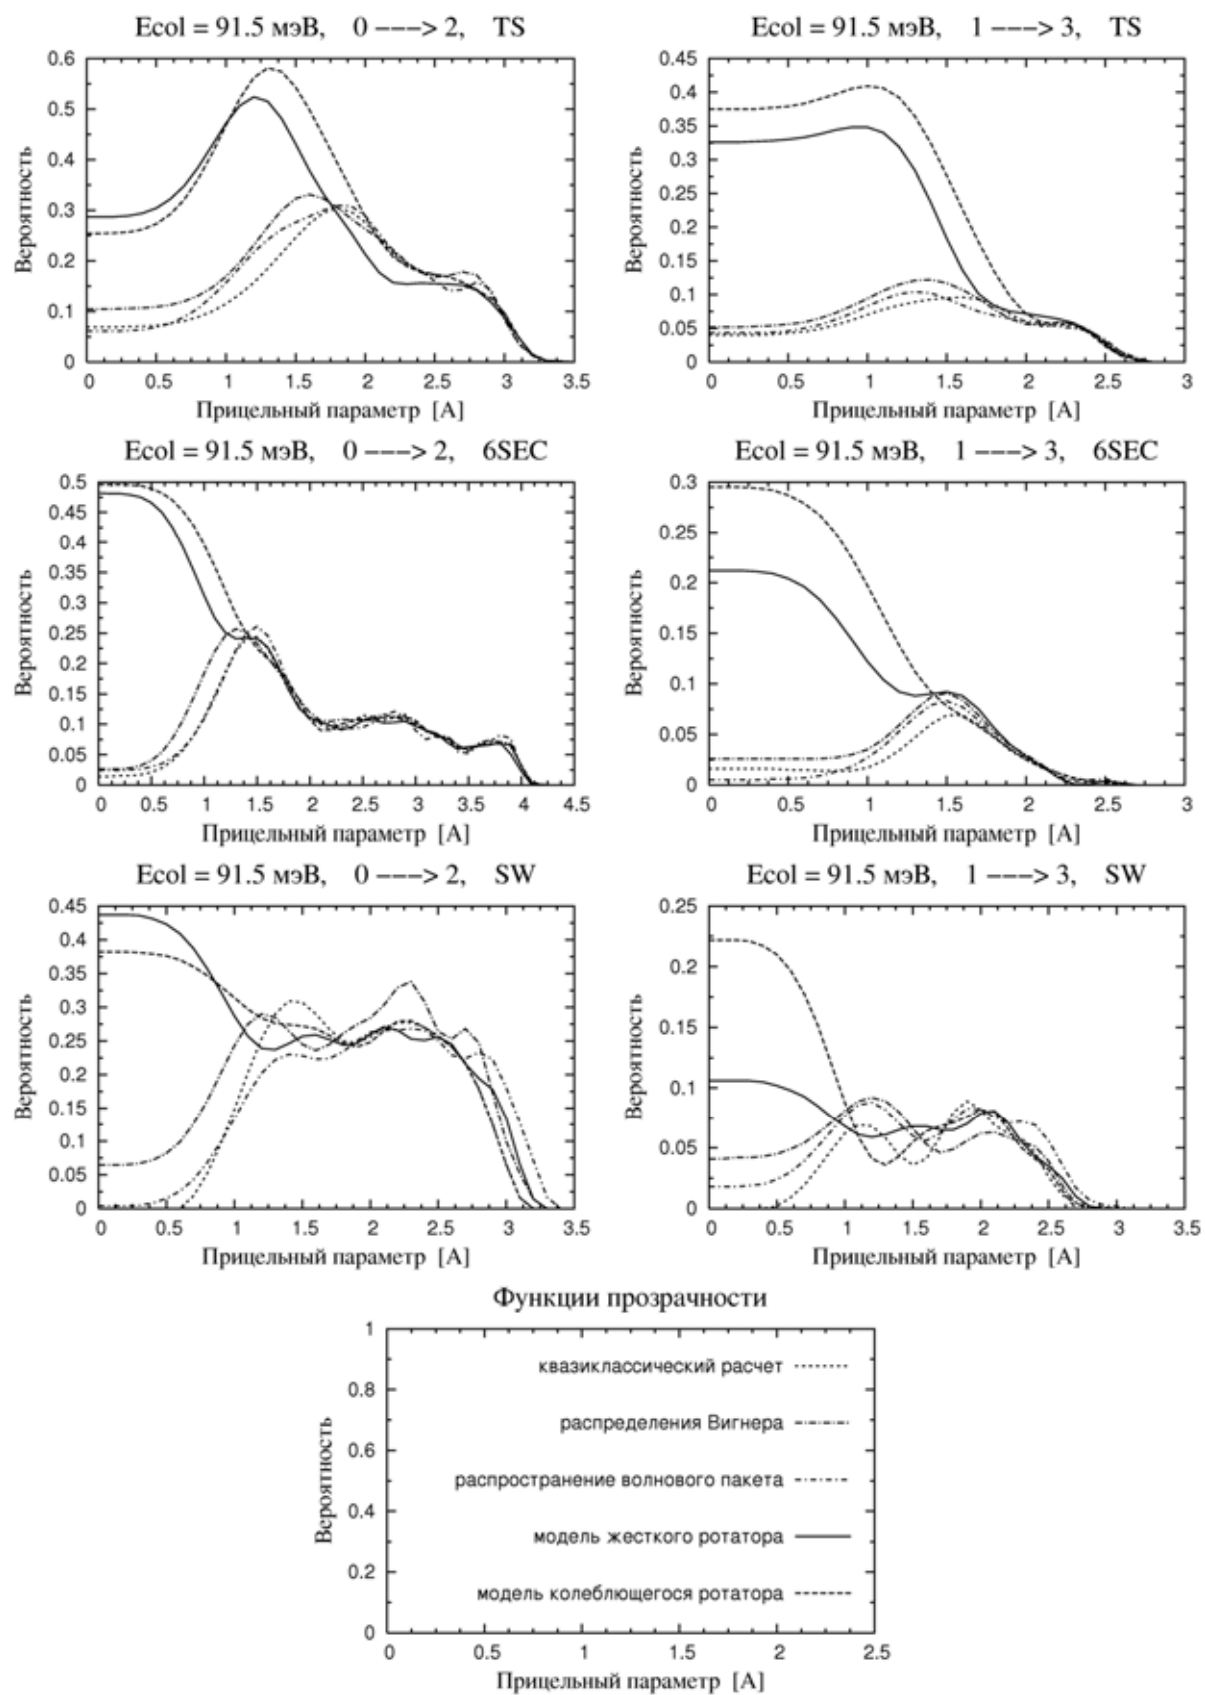 Ecol = 91.5 мэВ, 0 −−−> 2, TS
0.6
0.5
0.4
0.3
0.2
0.1
0
Вероятность
0 0.5 1 1.5 2 2.5 3 3.5
Прицельный параметр [A]
Ecol = 91.5 мэВ, 1 −−−> 3, TS
0.45
0.4
0.35
0.3
0.25
0.2
0.15
0.1
0.05
0
Вероятность
0 0.5 1 1.5 2 2.5 3
Прицельный параметр [A]
Ecol = 91.5 мэВ, 0 −−−> 2, 6SEC
0.5
0.45
0.4
0.35
0.3
0.25
0.2
0.15
0.1
0.05
0
Вероятность
0 0.5 1 1.5 2 2.5 3 3.5 4 4.5
Прицельный параметр [A]
Ecol = 91.5 мэВ, 1 −−−> 3, 6SEC
0.3
0.25
0.2
0.15
0.1
0.05
0
Вероятность
0 0.5 1 1.5 2 2.5 3
Прицельный параметр [A]
Ecol = 91.5 мэВ, 0 −−−> 2, SW
0.45
0.4
0.35
0.3
0.25
0.2
0.15
0.1
0.05
0
Вероятность
0 0.5 1 1.5 2 2.5 3 3.5
Прицельный параметр [A]
Ecol = 91.5 мэВ, 1 −−−> 3, SW
0.25
0.2
0.15
0.1
0.05
0
Вероятность
0 0.5 1 1.5 2 2.5 3 3.5
Прицельный параметр [A]
Функции прозрачности
1
0.8
0.6
0.4
0.2
0
Вероятность
квазиклассический расчет
распределения Вигнера
распространение волнового пакета
модель жесткого ротатора
модель колеблющегося ротатора
0 0.5 1 1.5 2 2.5
Прицельный параметр [A]